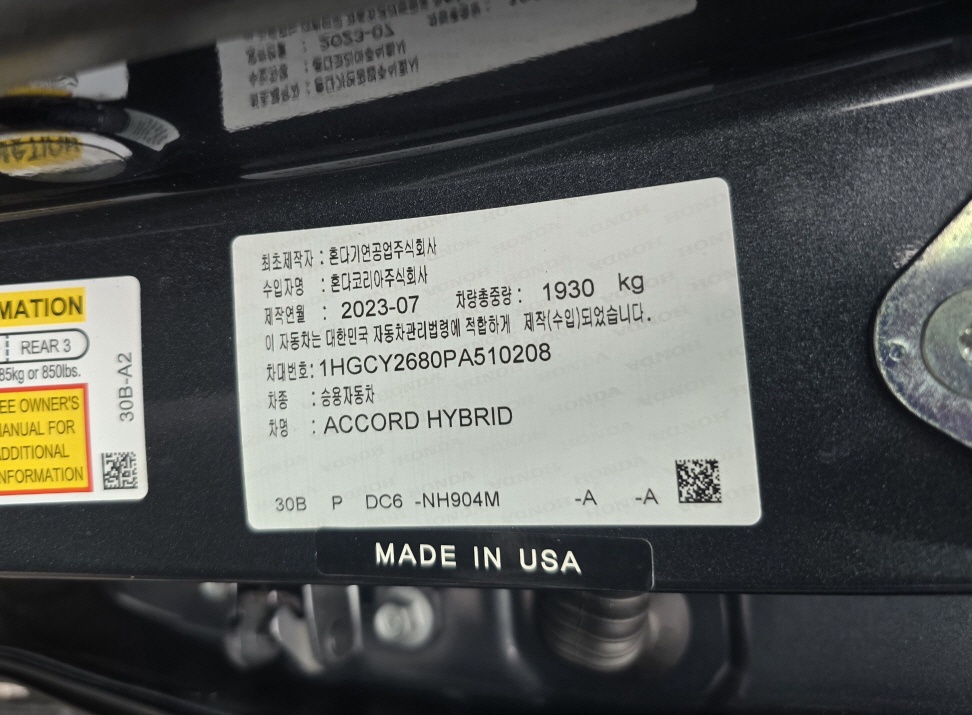 2023-07
MATION
REAR 3
85kg or 850lbs.
EE OWNER'S
ANUAL FOR
ADDITIONAL
NFORMATION
30B-A2
최초제작자 : 혼다기연공업주식회사
수입자명 : 혼다코리아주식회사
제작연월 : 2023-07 차량총중량 : 1930 kg
이 자동차는 대한민국 자동차관리법령에 적합하게 제작(수입)되었습니다.
차대번호 : 1HGCY2680PA510208
차종 : 승용자동차
차명 : ACCORD HYBRID
30B P DC6 -NH904M -A -A
MADE IN USA